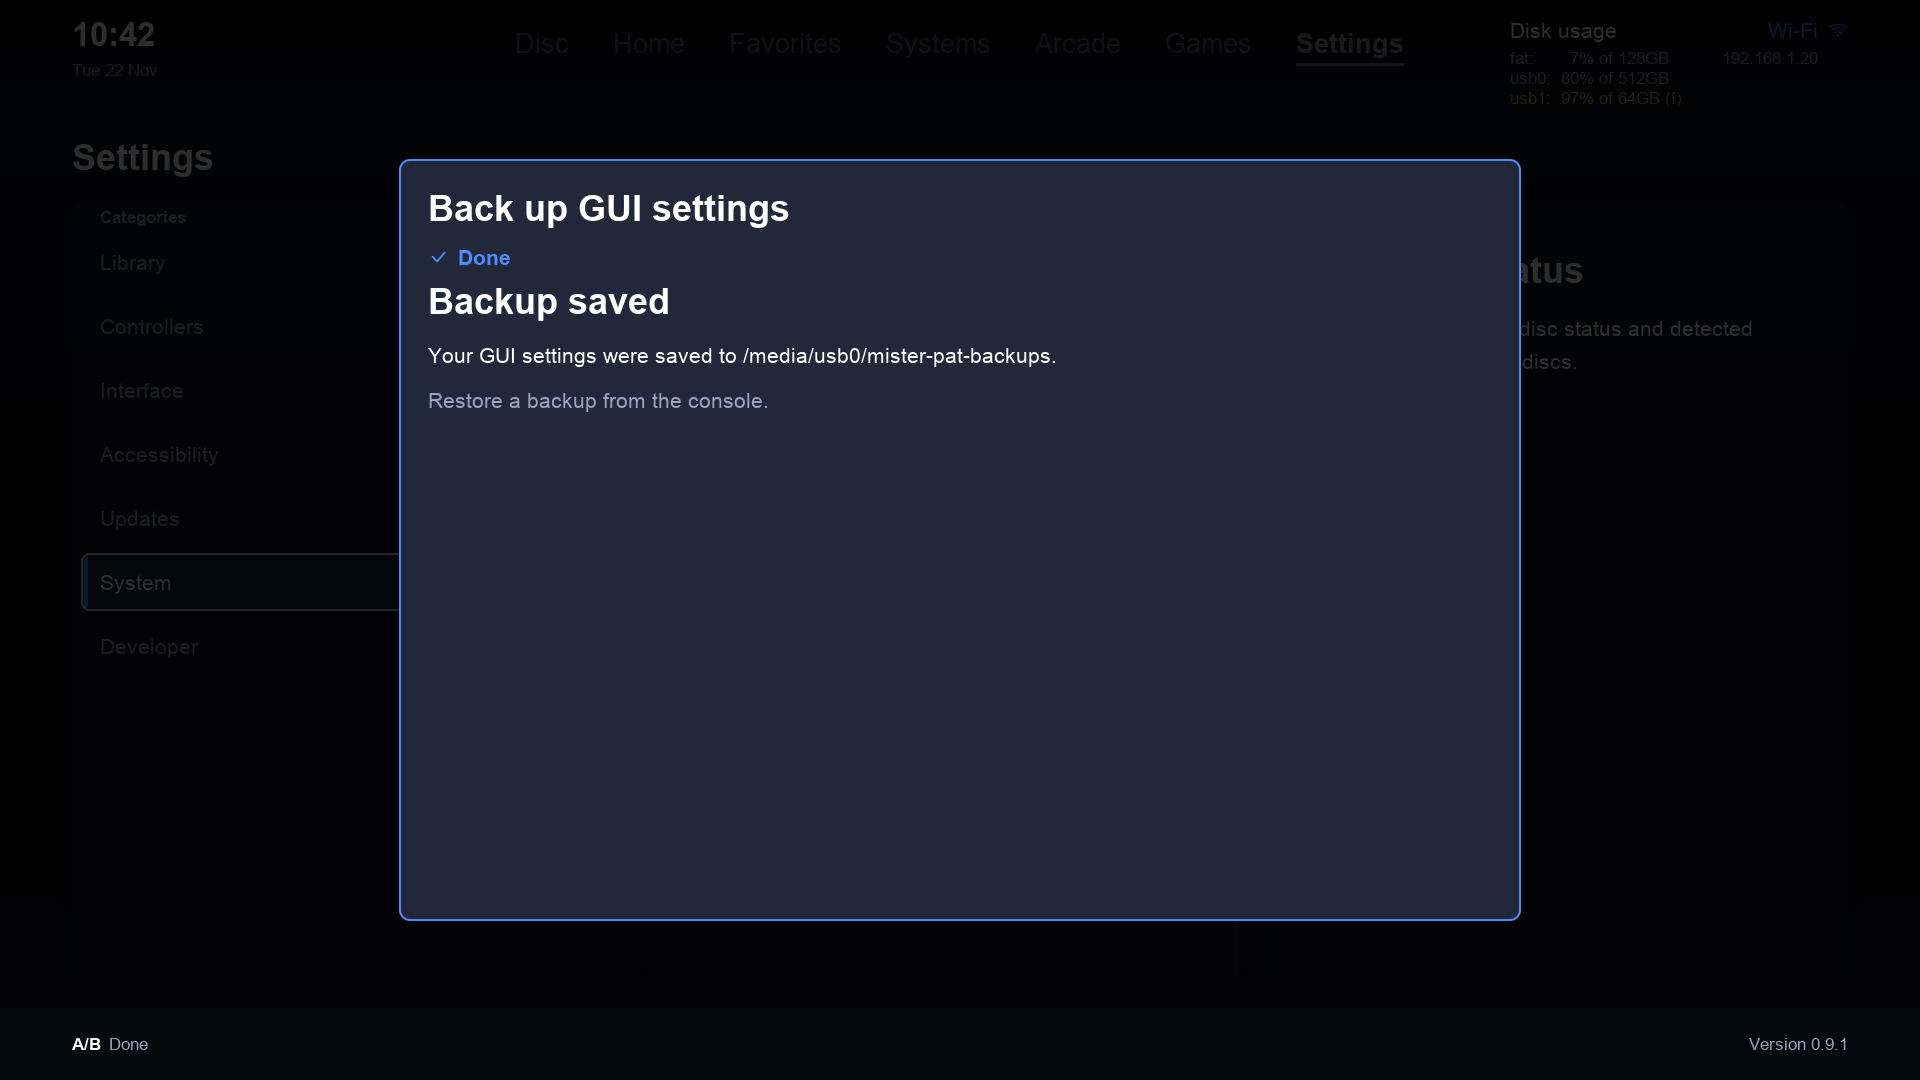 10:42
Tue 22 Nov
Disc Home Favorites Systems Arcade Games Settings
Disk usage
Wi-Fi
fat: 7% of 128GB
192.168.1.20
usb0: 80% of 512GB
usb1: 97% of 64GB (!)
Settings
Categories
Library
Controllers
Interface
Accessibility
Updates
System
Developer
Back up GUI settings
Done
Backup saved
Your GUI settings were saved to /media/usb0/mister-pat-backups.
Restore a backup from the console.
atus
disc status and detected
discs.
A/B Done
Version 0.9.1